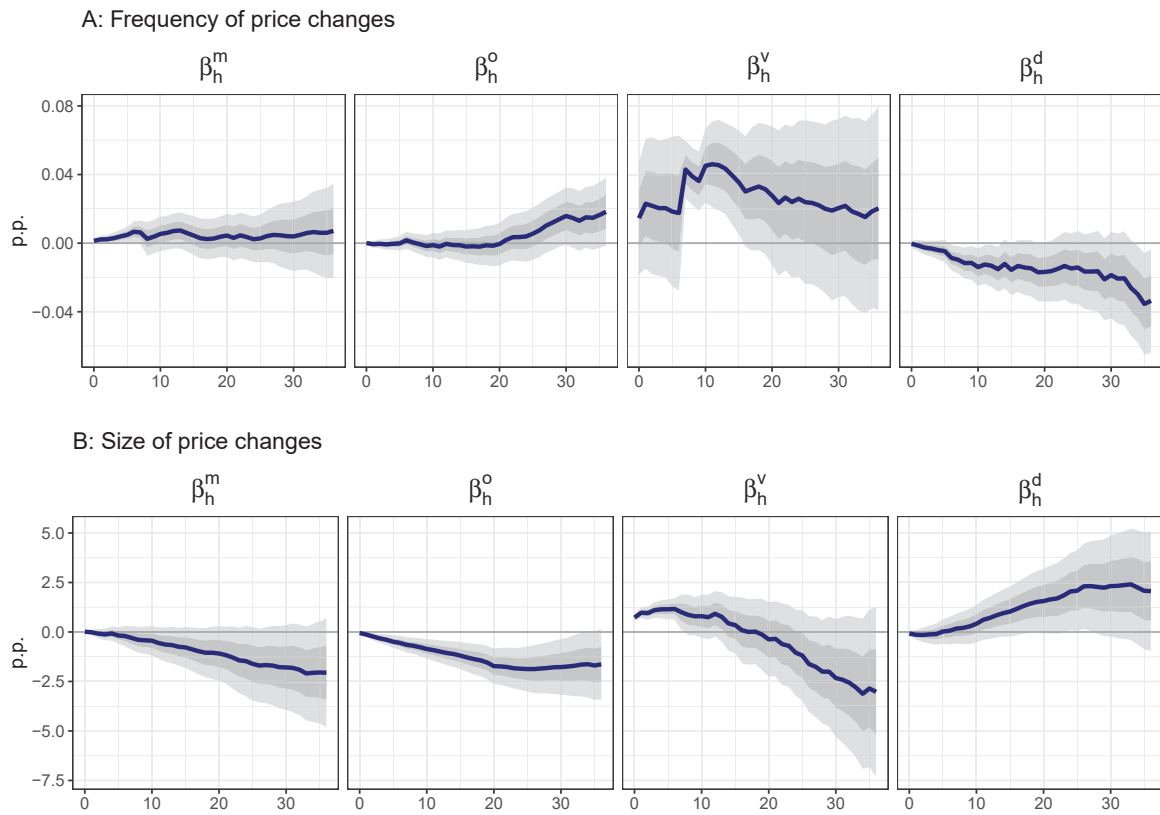 A: Frequency of price changes
β_h^m β_h^o β_h^v β_h^d
0.08
0.04
0.00
−0.04
p.p.
0 10 20 30 0 10 20 30 0 10 20 30 0 10 20 30
B: Size of price changes
β_h^m β_h^o β_h^v β_h^d
5.0
2.5
0.0
−2.5
−5.0
−7.5
p.p.
0 10 20 30 0 10 20 30 0 10 20 30 0 10 20 30